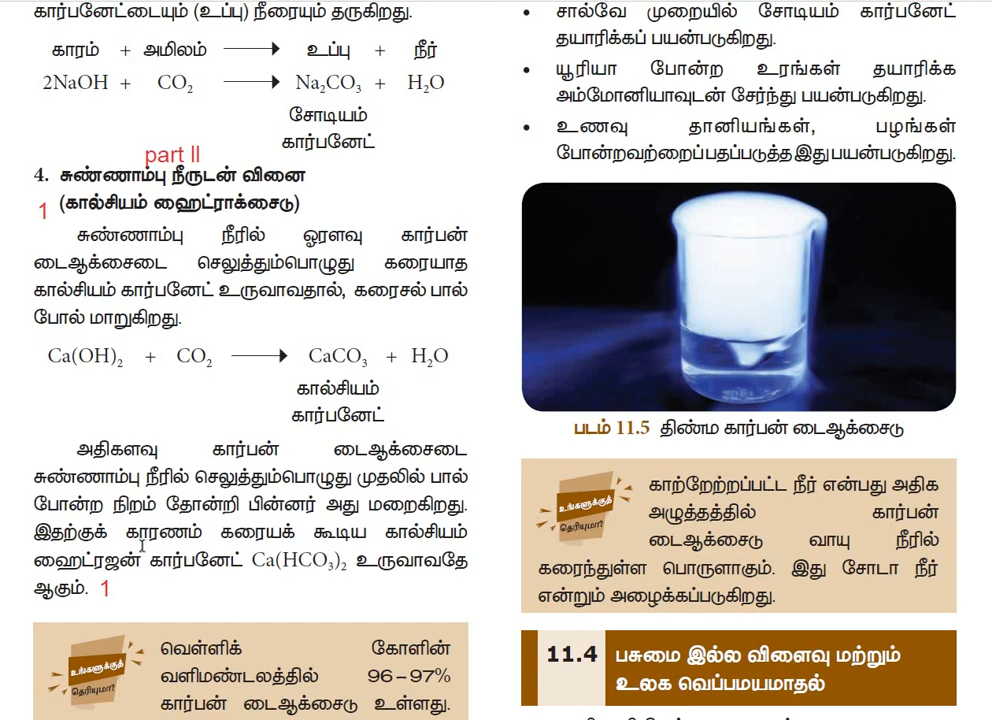 கார்பனேட்டையும் (உப்பு) நீரையும் தருகிறது.
காரம் + அமிலம் ⟶ உப்பு + நீர்
2NaOH + CO₂ ⟶ Na₂CO₃ + H₂O
சோடியம்
கார்பனேட்
part II
4. சுண்ணாம்பு நீருடன் வினை
1 (கால்சியம் ஹைட்ராக்சைடு)
சுண்ணாம்பு நீரில் ஓரளவு கார்பன்
டைஆக்சைடை செலுத்தும்பொழுது கரையாத
கால்சியம் கார்பனேட் உருவாவதால், கரைசல் பால்
போல் மாறுகிறது.
Ca(OH)₂ + CO₂ ⟶ CaCO₃ + H₂O
கால்சியம்
கார்பனேட்
அதிகளவு கார்பன் டைஆக்சைடை
சுண்ணாம்பு நீரில் செலுத்தும்பொழுது முதலில் பால்
போன்ற நிறம் தோன்றி பின்னர் அது மறைகிறது.
இதற்குக் காரணம் கரையக் கூடிய கால்சியம்
ஹைட்ரஜன் கார்பனேட் Ca(HCO₃)₂ உருவாவதே
ஆகும். 1
உங்களுக்குத்
தெரியுமா?
வெள்ளிக் கோளின்
வளிமண்டலத்தில் 96–97%
கார்பன் டைஆக்சைடு உள்ளது.
• சால்வே முறையில் சோடியம் கார்பனேட்
தயாரிக்கப் பயன்படுகிறது.
• யூரியா போன்ற உரங்கள் தயாரிக்க
அம்மோனியாவுடன் சேர்ந்து பயன்படுகிறது.
• உணவு தானியங்கள், பழங்கள்
போன்றவற்றைப் பதப்படுத்த இது பயன்படுகிறது.
படம் 11.5 திண்ம கார்பன் டைஆக்சைடு
உங்களுக்குத்
தெரியுமா?
காற்றேற்றப்பட்ட நீர் என்பது அதிக
அழுத்தத்தில் கார்பன்
டைஆக்சைடு வாயு நீரில்
கரைந்துள்ள பொருளாகும். இது சோடா நீர்
என்றும் அழைக்கப்படுகிறது.
11.4 பசுமை இல்ல விளைவு மற்றும்
உலக வெப்பமயமாதல்